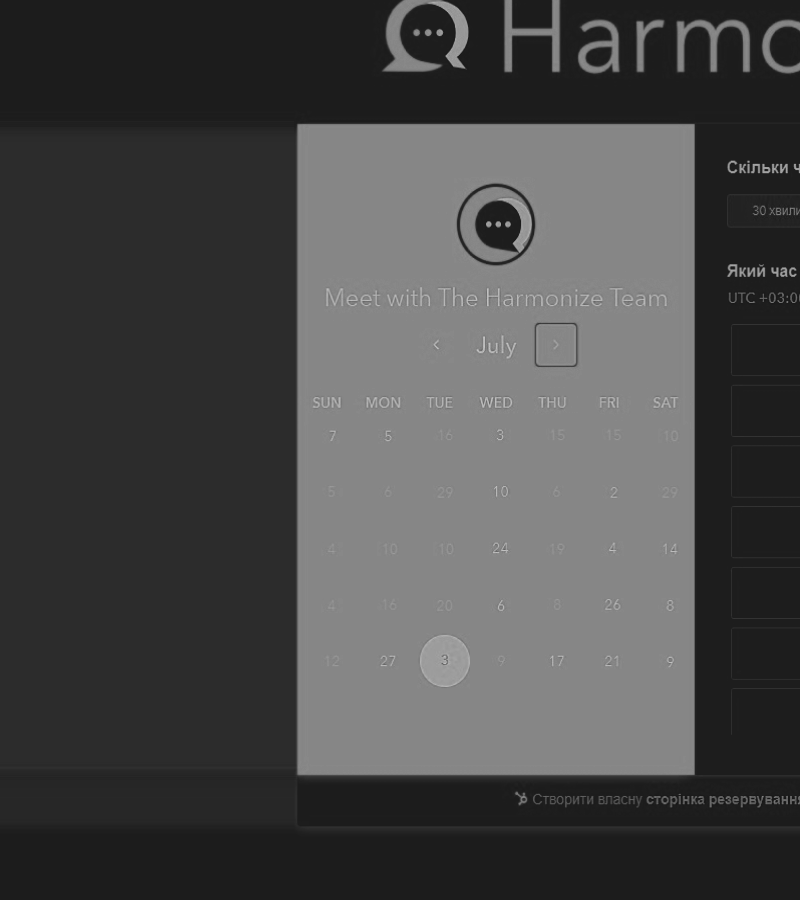 Harmo
Meet with The Harmonize Team
July
SUN MON TUE WED THU FRI SAT
7 5 16 3 15 15 10
5 6 29 10 6 2 29
4 10 10 24 19 4 14
4 16 20 6 8 26 8
12 27 3 9 17 21 9
Скільки ч
30 хвили
Який час
UTC +03:0
Створити власну сторінка резервування